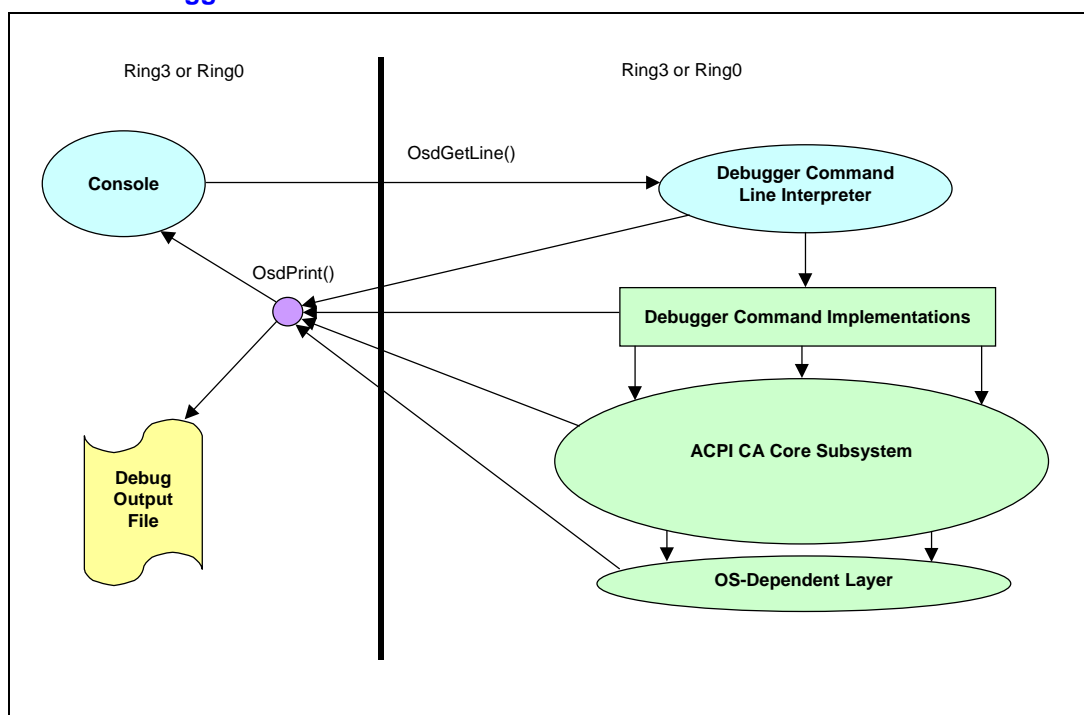 Ring3 or Ring0
Ring3 or Ring0
OsdGetLine()
Console
Debugger Command
Line Interpreter
OsdPrint()
Debugger Command Implementations
ACPI CA Core Subsystem
Debug
Output
File
OS-Dependent Layer